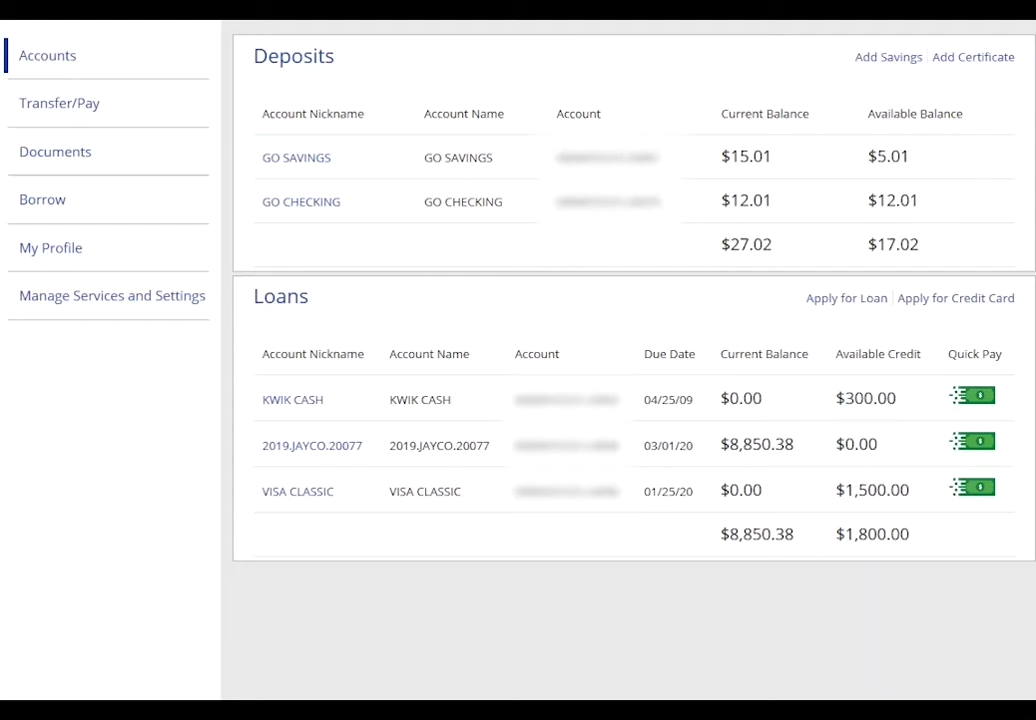 Accounts
Transfer/Pay
Documents
Borrow
My Profile
Manage Services and Settings
Deposits
Add Savings Add Certificate
Account Nickname Account Name Account Current Balance Available Balance
GO SAVINGS GO SAVINGS $15.01 $5.01
GO CHECKING GO CHECKING $12.01 $12.01
$27.02 $17.02
Loans
Apply for Loan Apply for Credit Card
Account Nickname Account Name Account Due Date Current Balance Available Credit Quick Pay
KWIK CASH KWIK CASH 04/25/09 $0.00 $300.00
2019.JAYCO.20077 2019.JAYCO.20077 03/01/20 $8,850.38 $0.00
VISA CLASSIC VISA CLASSIC 01/25/20 $0.00 $1,500.00
$8,850.38 $1,800.00